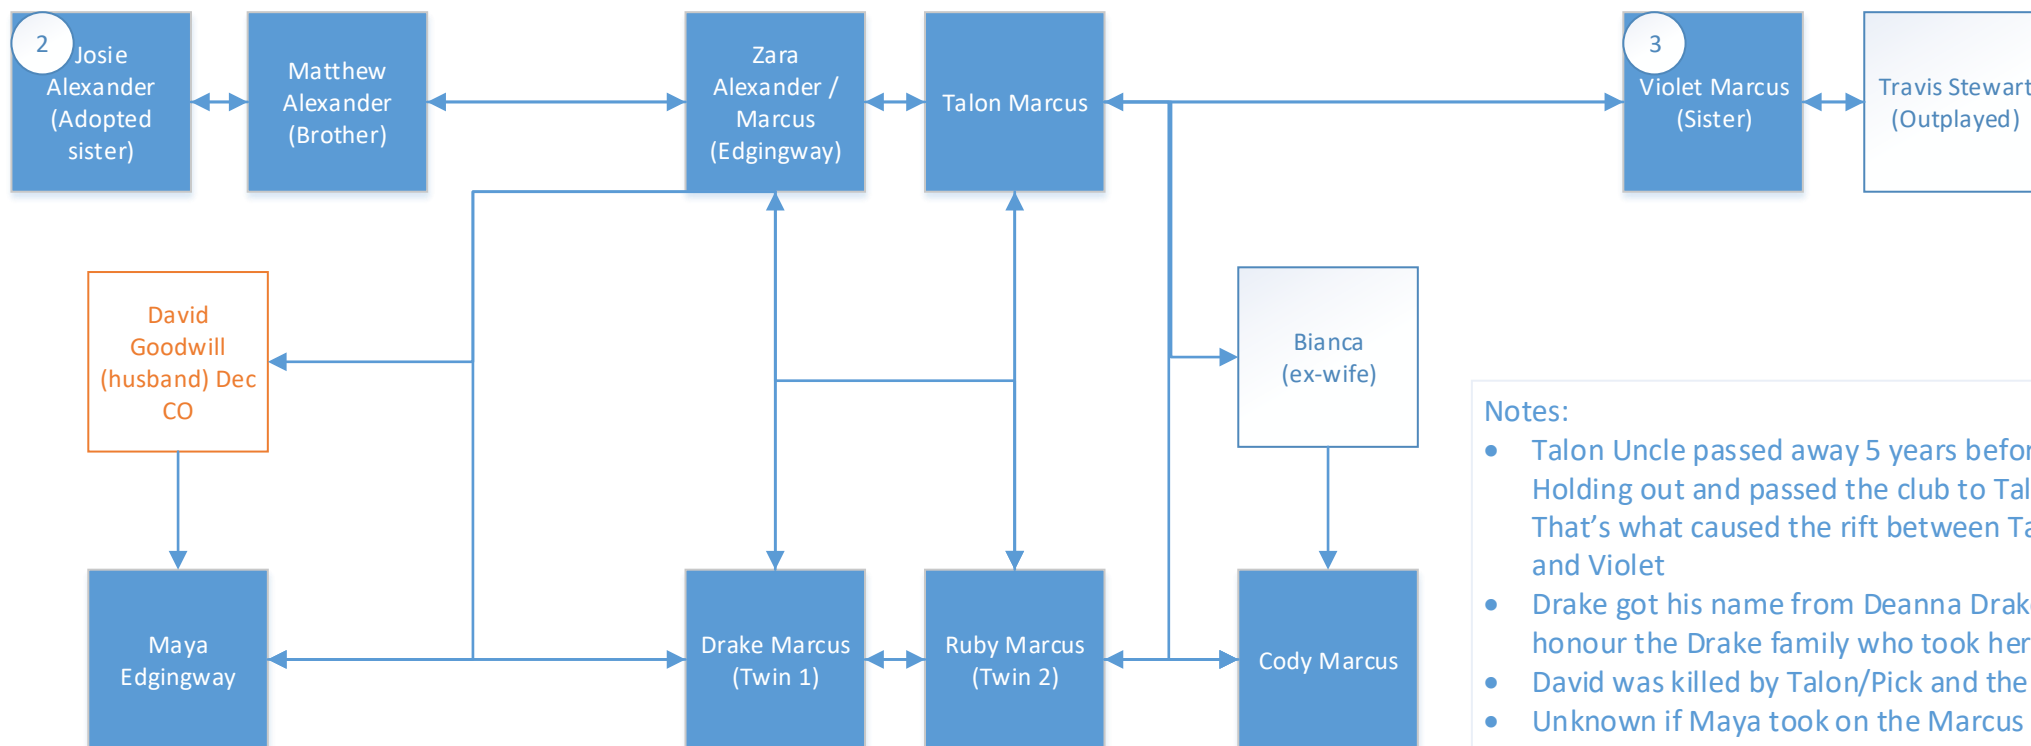 2
Josie
Alexander
(Adopted
sister)
Matthew
Alexander
(Brother)
Zara
Alexander /
Marcus
(Edgingway)
Talon Marcus
3
Violet Marcus
(Sister)
Travis Stewart
(Outplayed)
David
Goodwill
(husband) Dec
CO
Bianca
(ex-wife)
Maya
Edgingway
Drake Marcus
(Twin 1)
Ruby Marcus
(Twin 2)
Cody Marcus
Notes:
• Talon Uncle passed away 5 years befor
Holding out and passed the club to Tal
That's what caused the rift between Ta
and Violet
• Drake got his name from Deanna Drake
honour the Drake family who took her
• David was killed by Talon/Pick and the
• Unknown if Maya took on the Marcus